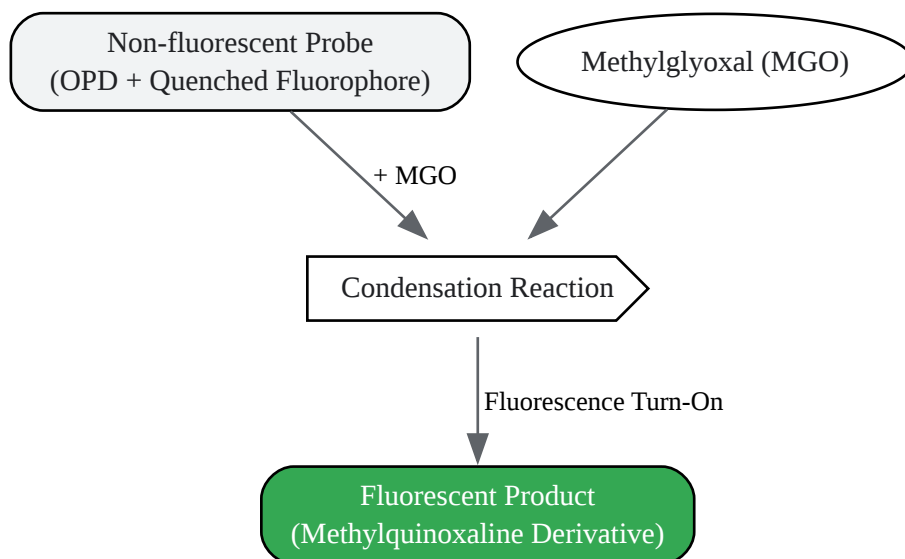 Non-fluorescent Probe
(OPD + Quenched Fluorophore)
Methylglyoxal (MGO)
+ MGO
Condensation Reaction
Fluorescence Turn-On
Fluorescent Product
(Methylquinoxaline Derivative)